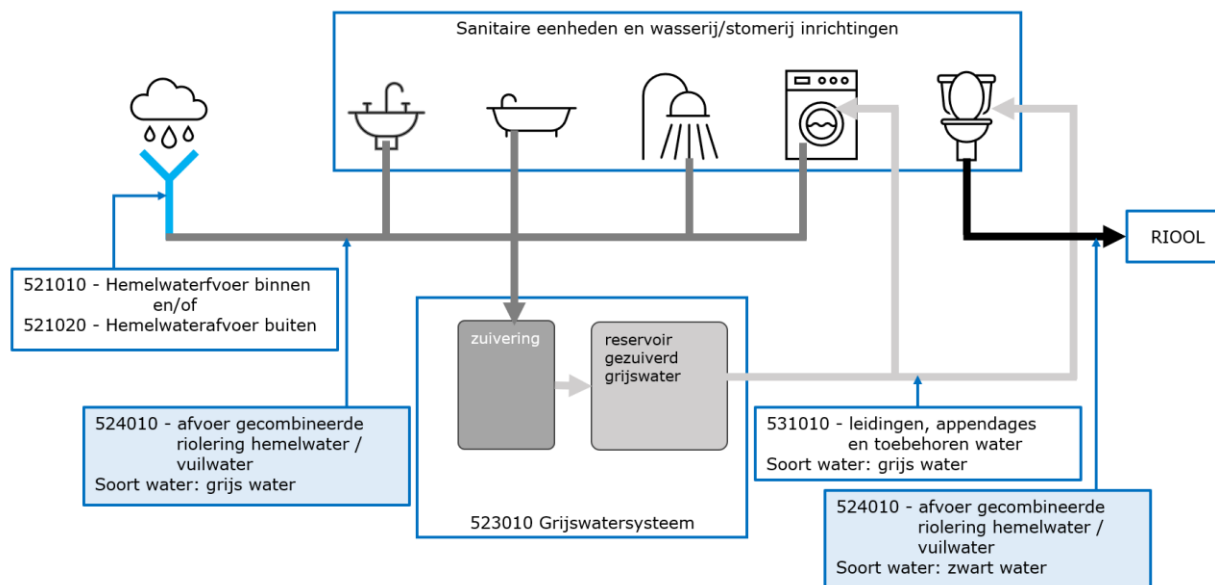 Sanitaire eenheden en wasserij/stomerij inrichtingen
RIOOL
521010 - Hemelwaterfvoer binnen
en/of
521020 - Hemelwaterafvoer buiten
zuivering
reservoir
gezuiverd
grijswater
524010 - afvoer gecombineerde
riolering hemelwater /
vuilwater
Soort water: grijs water
523010 Grijswatersysteem
531010 - leidingen, appendages
en toebehoren water
Soort water: grijs water
524010 - afvoer gecombineerde
riolering hemelwater /
vuilwater
Soort water: zwart water